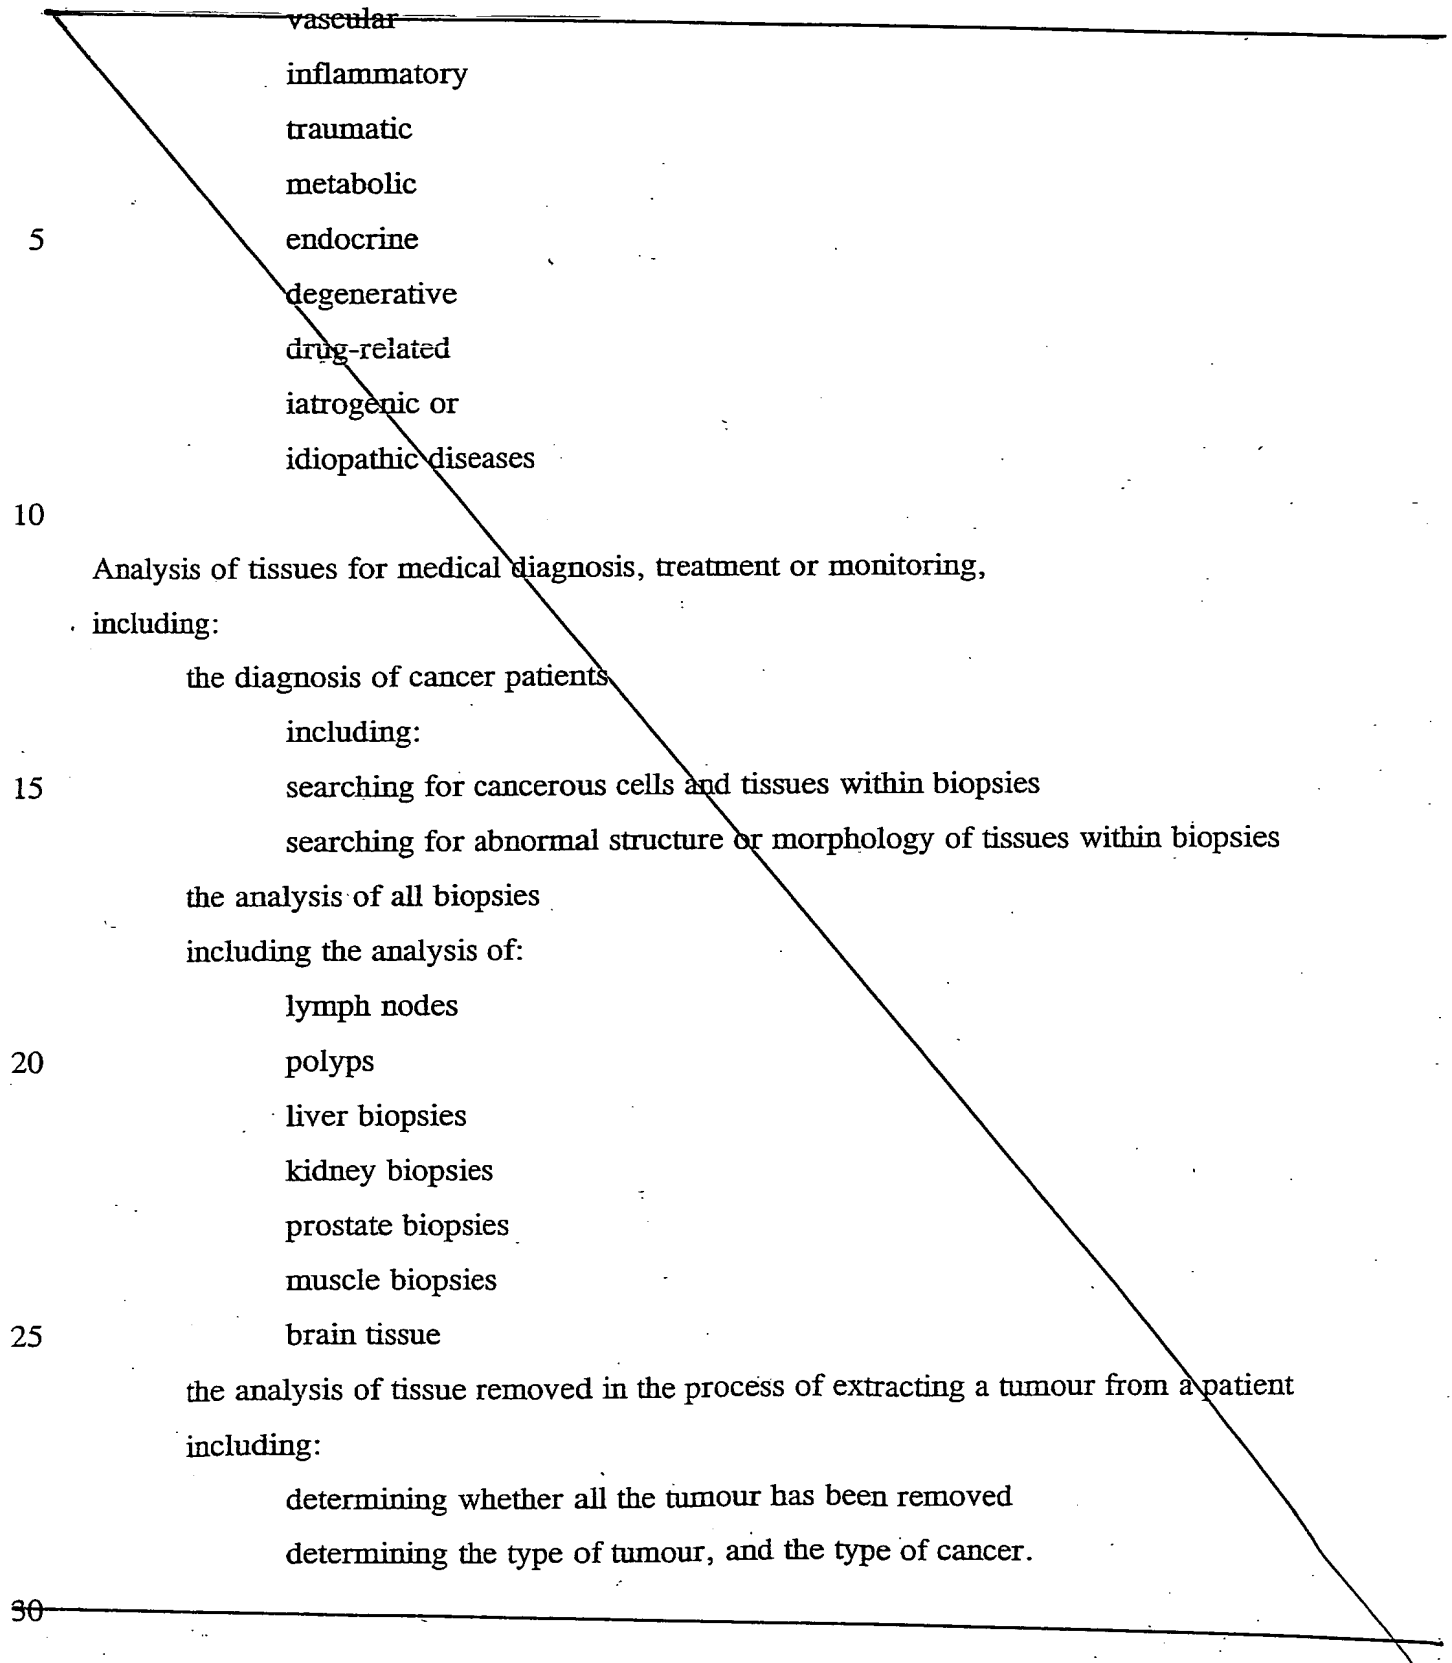 vascular
inflammatory
traumatic
metabolic
5 endocrine
degenerative
drug-related
iatrogenic or
idiopathic diseases
10
Analysis of tissues for medical diagnosis, treatment or monitoring,
including:
the diagnosis of cancer patients
including:
15 searching for cancerous cells and tissues within biopsies
searching for abnormal structure or morphology of tissues within biopsies
the analysis of all biopsies
including the analysis of:
lymph nodes
20 polyps
liver biopsies
kidney biopsies
prostate biopsies
muscle biopsies
25 brain tissue
the analysis of tissue removed in the process of extracting a tumour from a patient
including:
determining whether all the tumour has been removed
determining the type of tumour, and the type of cancer.
30